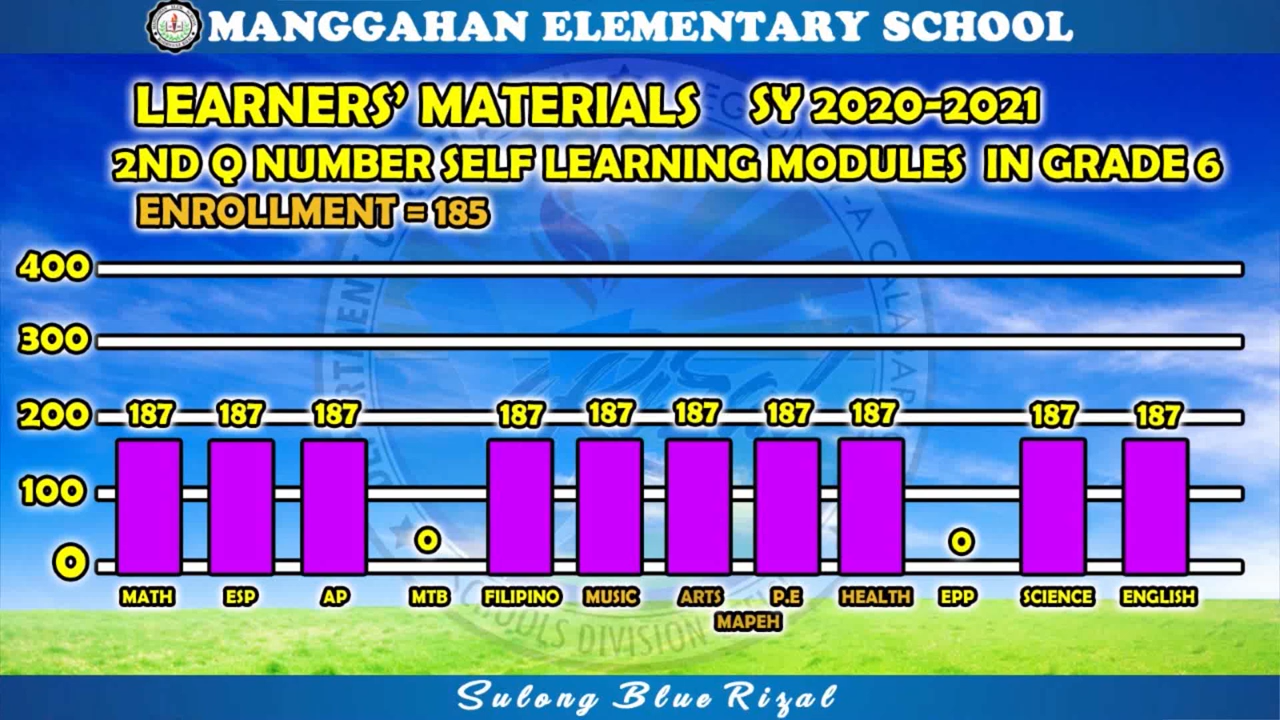 MANGGAHAN ELEMENTARY SCHOOL
LEARNERS' MATERIALS SY 2020-2021
2ND Q NUMBER SELF LEARNING MODULES IN GRADE 6
ENROLLMENT = 185
400
300
200 187 187 187 187 187 187 187 187 187 187
100
0 0 0
MATH ESP AP MTB FILIPINO MUSIC ARTS P.E HEALTH EPP SCIENCE ENGLISH
MAPEH
SCHOOLS DIVISION
Sulong Blue Rizal